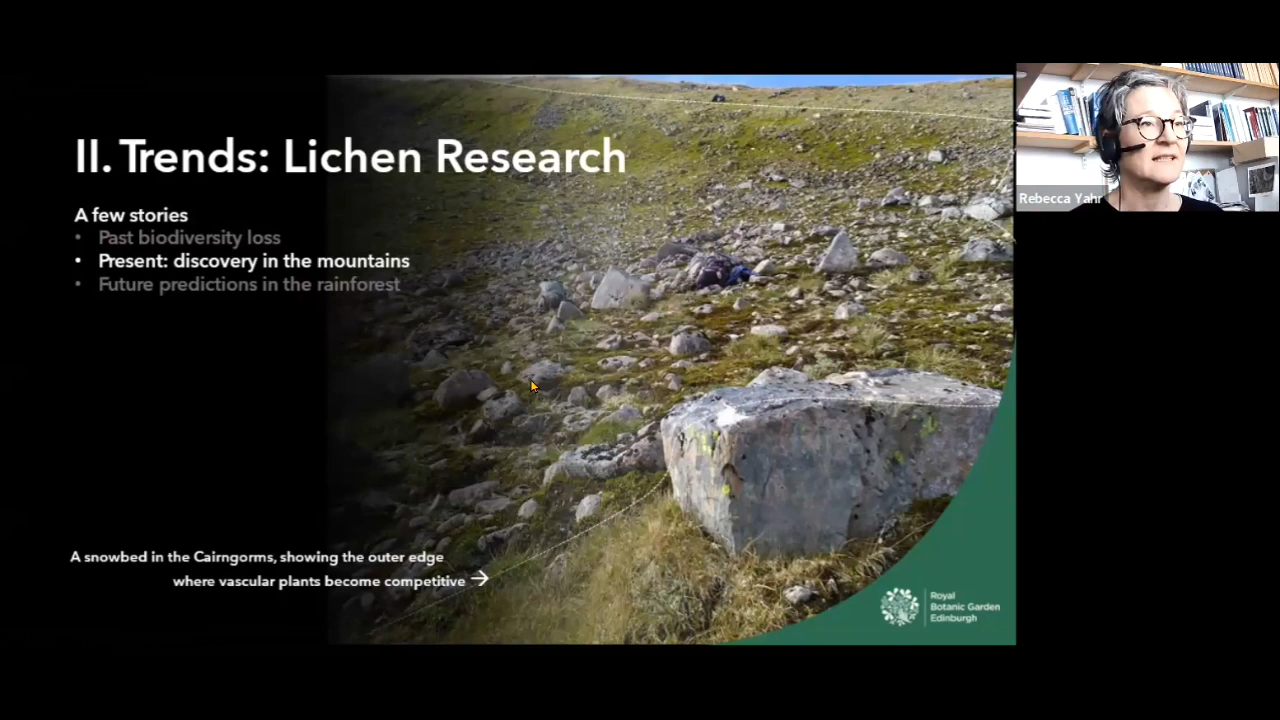 II. Trends: Lichen Research
A few stories
• Past biodiversity loss
• Present: discovery in the mountains
• Future predictions in the rainforest
A snowbed in the Cairngorms, showing the outer edge
where vascular plants become competitive →
Royal
Botanic Garden
Edinburgh
Rebecca Yahr